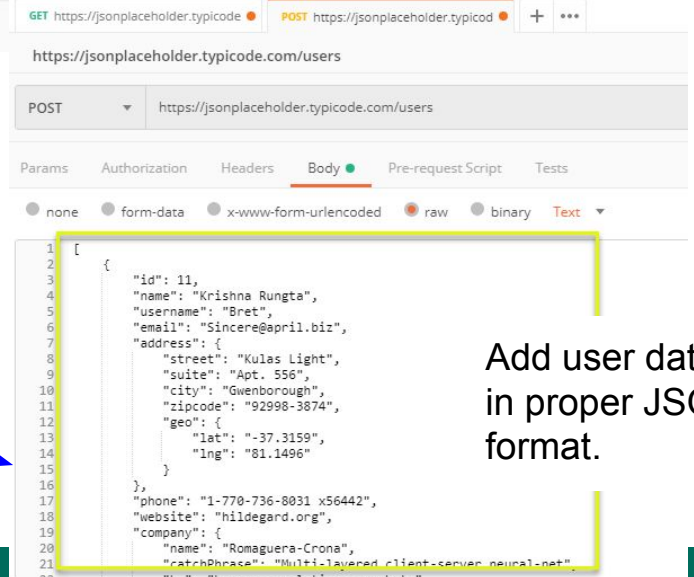 GET https://jsonplaceholder.typicode POST https://jsonplaceholder.typicod + •••
https://jsonplaceholder.typicode.com/users
POST https://jsonplaceholder.typicode.com/users
Params Authorization Headers Body Pre-request Script Tests
none form-data x-www-form-urlencoded raw binary Text
1 [
2 {
3 "id": 11,
4 "name": "Krishna Rungta",
5 "username": "Bret",
6 "email": "Sincere@april.biz",
7 "address": {
8 "street": "Kulas Light",
9 "suite": "Apt. 556",
10 "city": "Gwenborough",
11 "zipcode": "92998-3874",
12 "geo": {
13 "lat": "-37.3159",
14 "lng": "81.1496"
15 }
16 },
17 "phone": "1-770-736-8031 x56442",
18 "website": "hildegard.org",
19 "company": {
20 "name": "Romaguera-Crona",
21 "catchPhrase": "Multi-layered client-server neural-net",
Add user dat
in proper JSO
format.